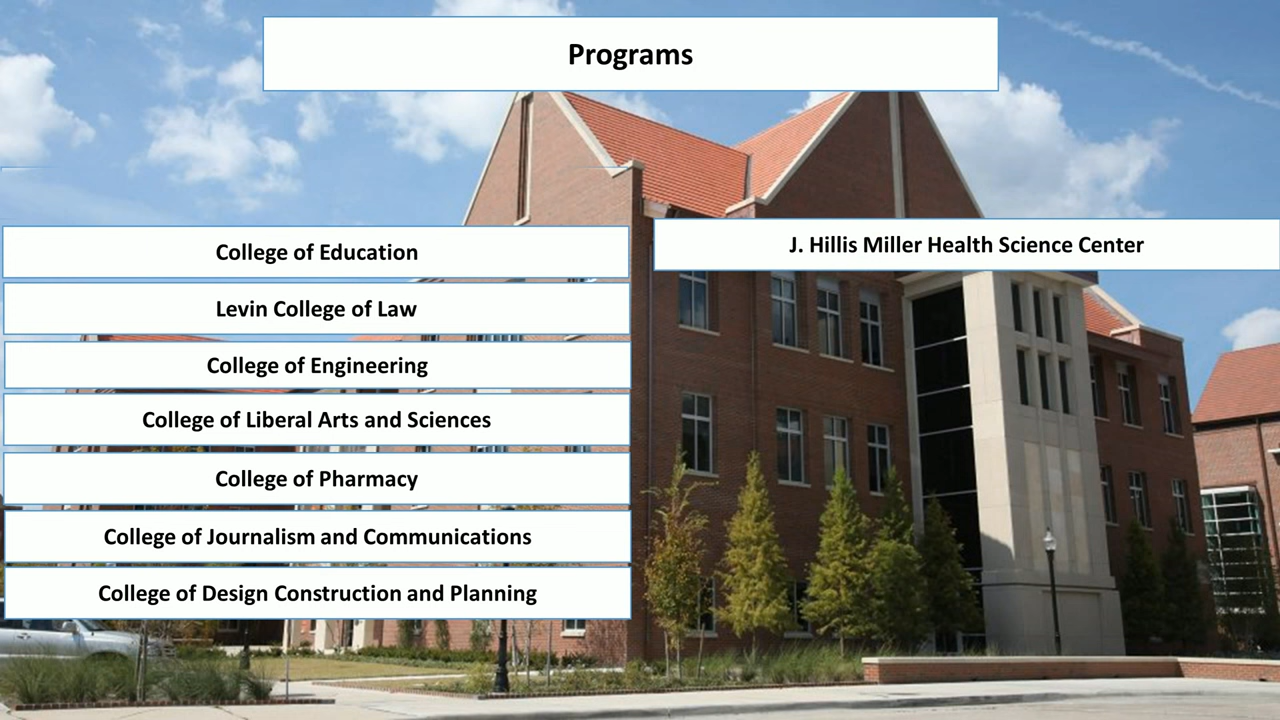 Programs
College of Education
Levin College of Law
College of Engineering
College of Liberal Arts and Sciences
College of Pharmacy
College of Journalism and Communications
College of Design Construction and Planning
J. Hillis Miller Health Science Center